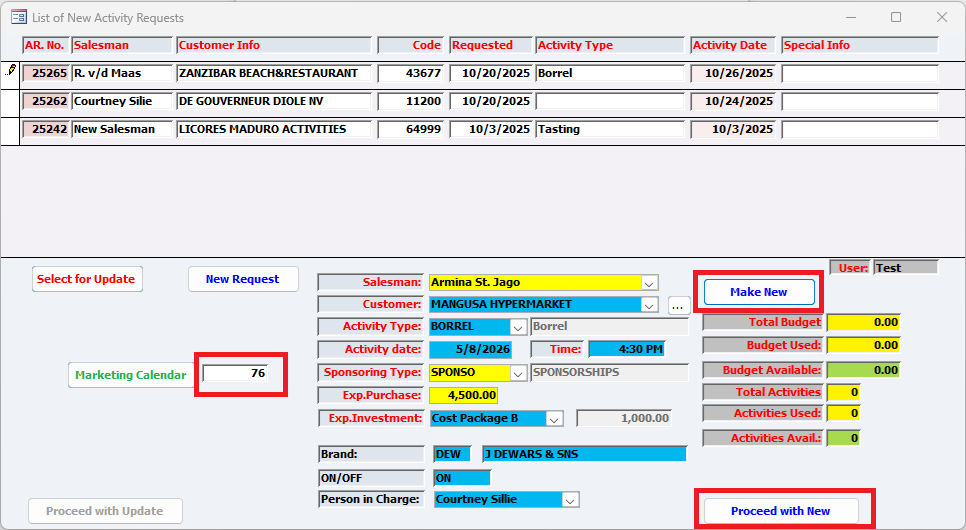 List of New Activity Requests
AR. No. Salesman Customer Info Code Requested Activity Type Activity Date Special Info
25265 R. v/d Maas ZANZIBAR BEACH&RESTAURANT 43677 10/20/2025 Borrel 10/26/2025
25262 Courtney Silie DE GOUVERNEUR DIOLE NV 11200 10/20/2025 10/24/2025
25242 New Salesman LICORES MADURO ACTIVITIES 64999 10/3/2025 Tasting 10/3/2025
User: Test
Select for Update New Request Salesman: Armina St. Jago Make New
Customer: MANGUSA HYPERMARKET ...
Activity Type: BORREL Borrel Total Budget 0.00
Activity date: 5/8/2026 Time: 4:30 PM Budget Used: 0.00
Marketing Calendar 76 Sponsoring Type: SPONSO SPONSORSHIPS Budget Available: 0.00
Exp.Purchase: 4,500.00 Total Activities 0
Exp.Investment: Cost Package B 1,000.00 Activities Used: 0
Activities Avail.: 0
Brand: DEW J DEWARS & SNS
ON/OFF ON
Person in Charge: Courtney Sillie
Proceed with Update Proceed with New